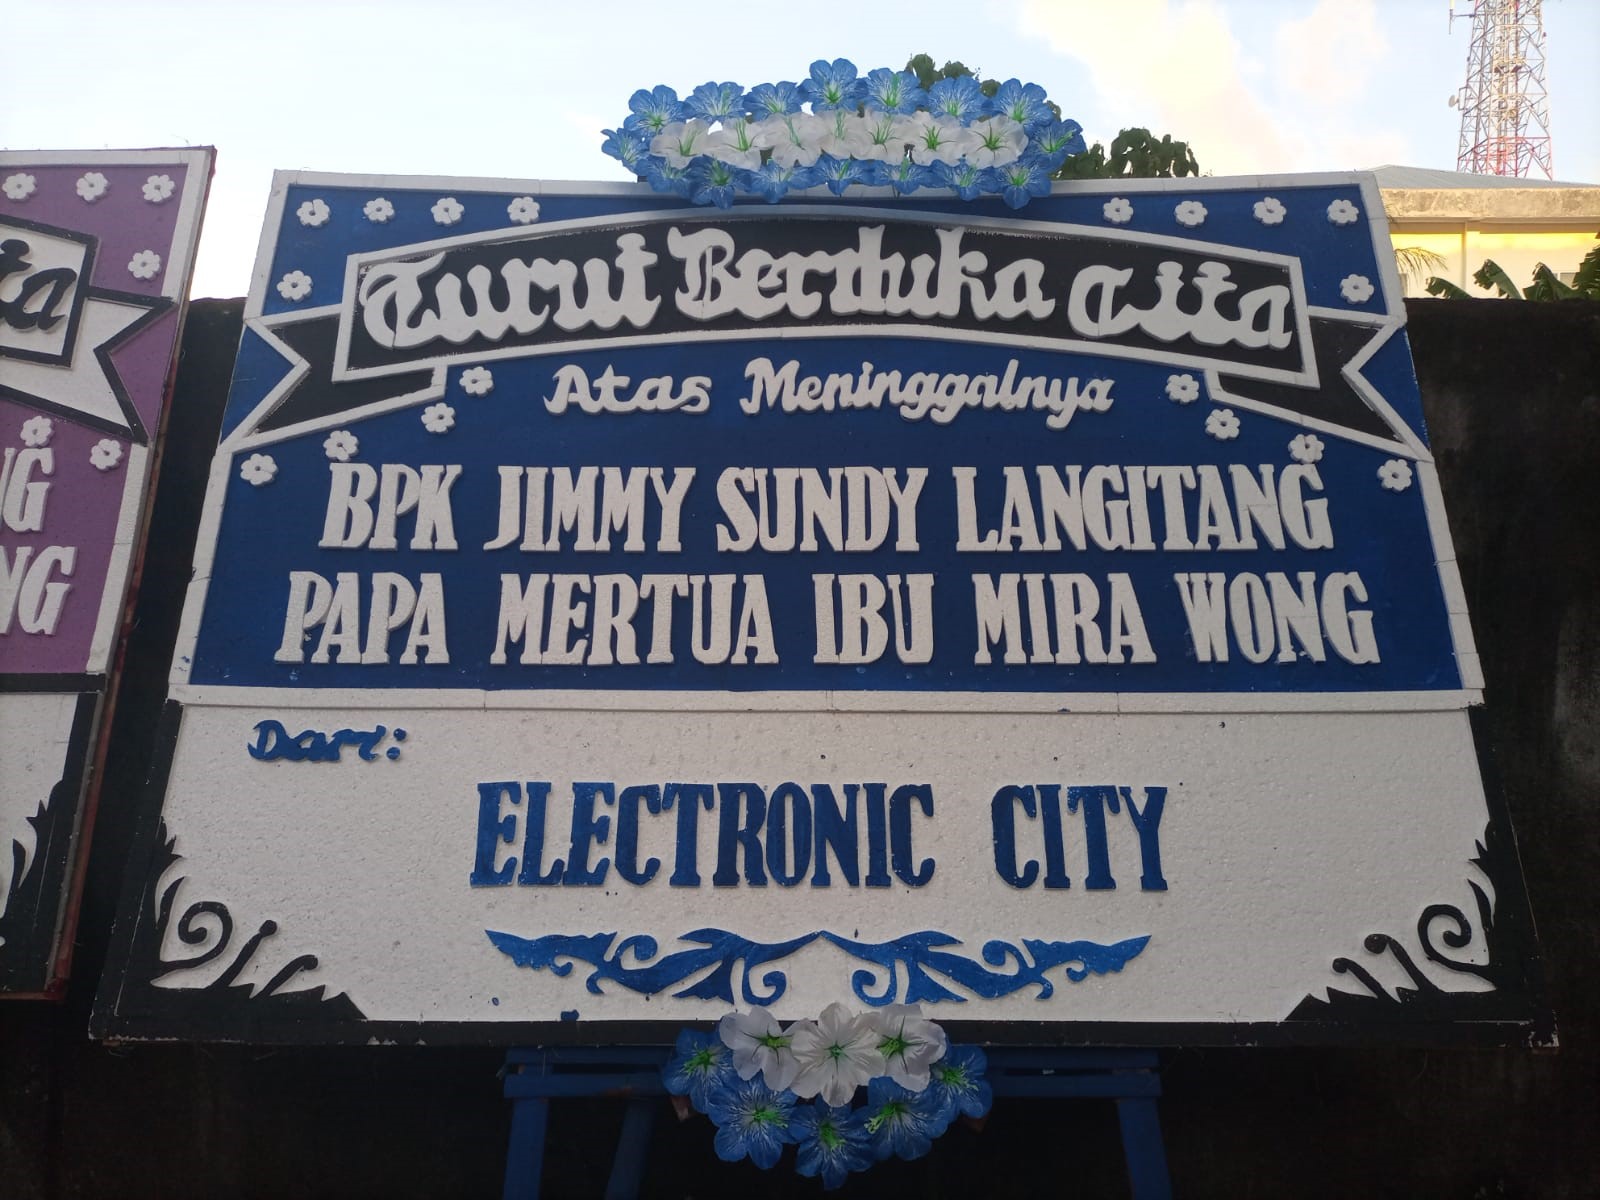 Turut Berduka Cita
Atas Meninggalnya
BPK JIMMY SUNDY LANGITANG
PAPA MERTUA IBU MIRA WONG
Dari:
ELECTRONIC CITY